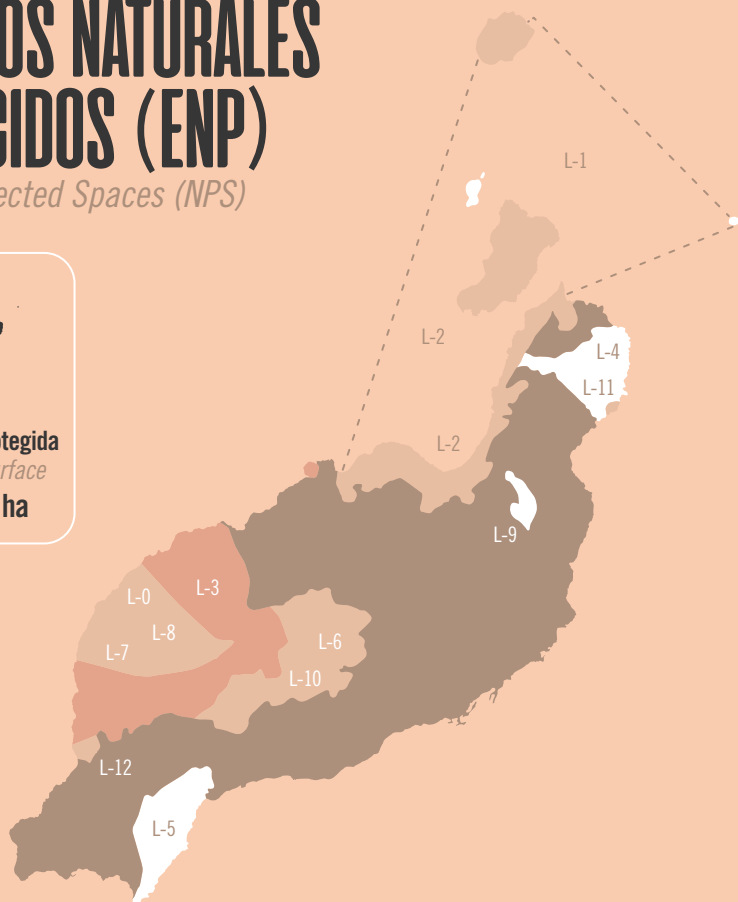 OS NATURALES
GIDOS (ENP)
ected Spaces (NPS)
L-1
L-2
L-4
L-11
otegida
L-2
rface
ha
L-9
L-3
L-0
L-8
L-6
L-7
L-10
L-12
L-5